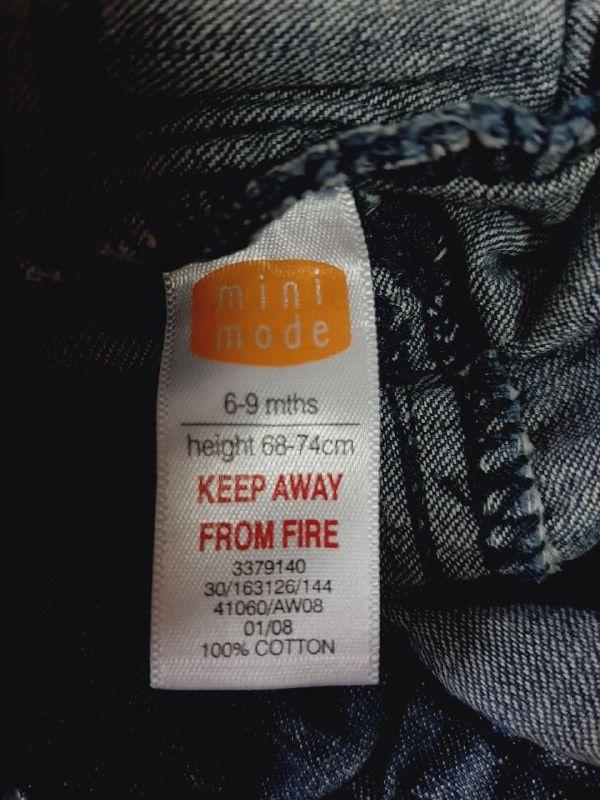 mini
mode
6-9 mths
height 68-74cm
KEEP AWAY
FROM FIRE
3379140
30/163126/144
41060/AW08
01/08
100% COTTON